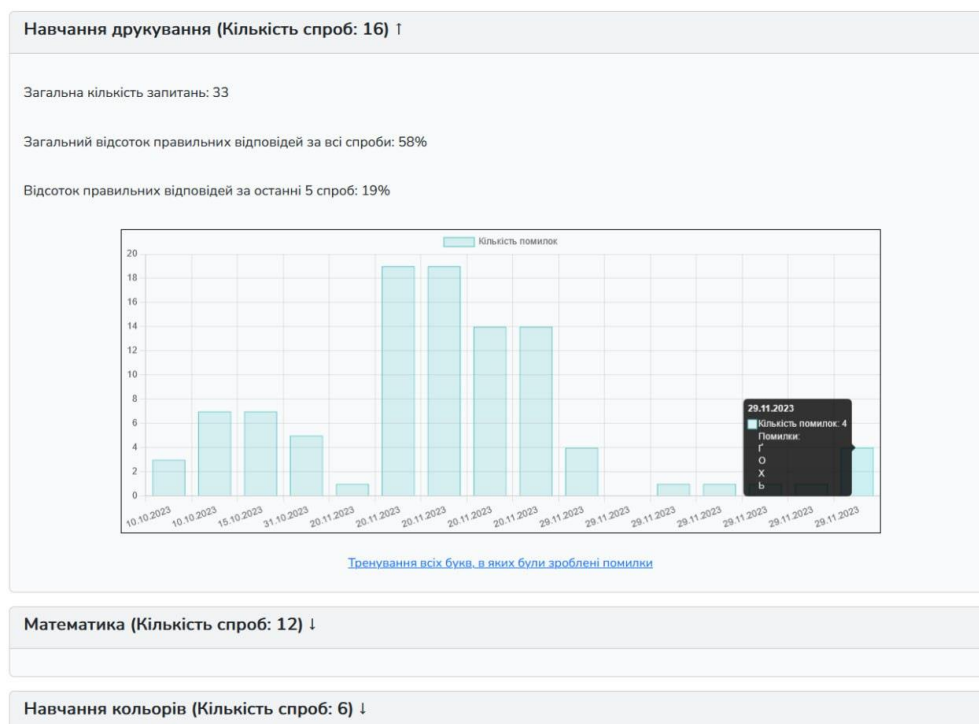 Навчання друкування (Кількість спроб: 16) ↑
Загальна кількість запитань: 33
Загальний відсоток правильних відповідей за всі спроби: 58%
Відсоток правильних відповідей за останні 5 спроб: 19%
Кількість помилок
20
18
16
14
12
10
8
6
4
2
0
29.11.2023
Кількість помилок: 4
Помилки:
Ґ
О
Х
Ь
10.10.2023 10.10.2023 15.10.2023 31.10.2023 20.11.2023 20.11.2023 20.11.2023 20.11.2023 20.11.2023 29.11.2023 29.11.2023 29.11.2023 29.11.2023 29.11.2023 29.11.2023 29.11.2023
Тренування всіх букв, в яких були зроблені помилки
Математика (Кількість спроб: 12) ↓
Навчання кольорів (Кількість спроб: 6) ↓